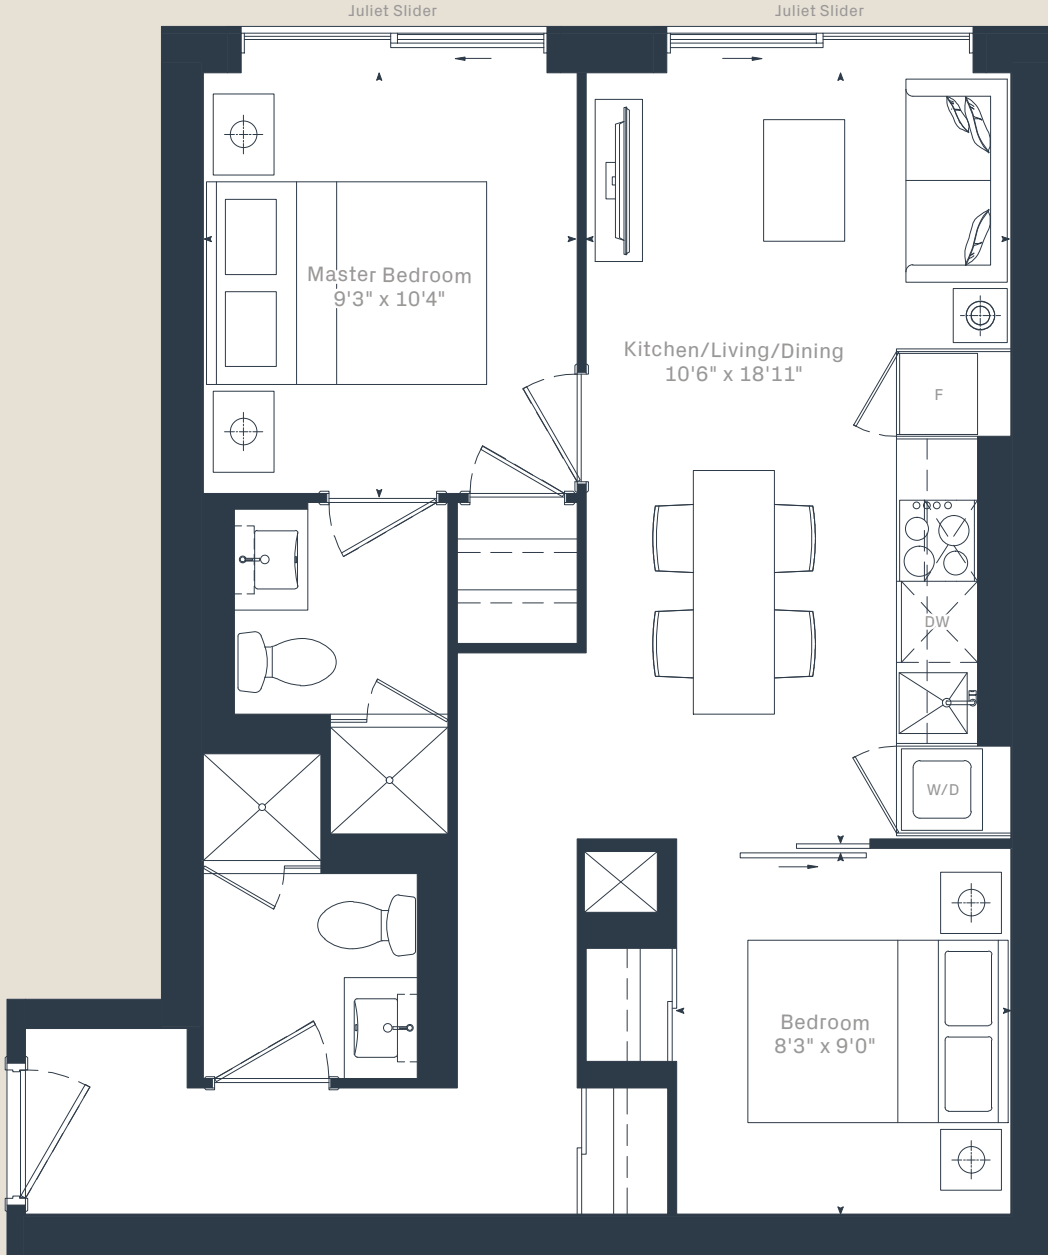 Juliet Slider
Juliet Slider
Master Bedroom
9'3" x 10'4"
Kitchen/Living/Dining
10'6" x 18'11"
F
DW
W/D
Bedroom
8'3" x 9'0"